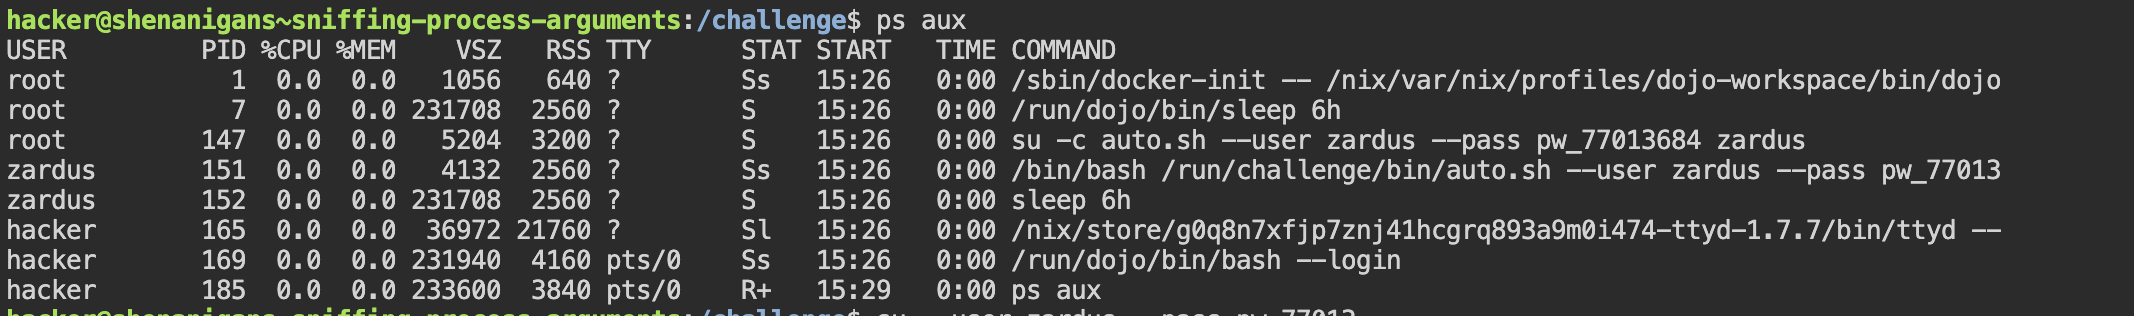 hacker@shenanigans~sniffing-process-arguments:/challenge$ ps aux
USER         PID %CPU %MEM    VSZ   RSS TTY      STAT START   TIME COMMAND
root           1  0.0  0.0   1056   640 ?        Ss   15:26   0:00 /sbin/docker-init -- /nix/var/nix/profiles/dojo-workspace/bin/dojo
root           7  0.0  0.0 231708  2560 ?        S    15:26   0:00 /run/dojo/bin/sleep 6h
root         147  0.0  0.0   5204  3200 ?        S    15:26   0:00 su -c auto.sh --user zardus --pass pw_77013684 zardus
zardus       151  0.0  0.0   4132  2560 ?        Ss   15:26   0:00 /bin/bash /run/challenge/bin/auto.sh --user zardus --pass pw_77013
zardus       152  0.0  0.0 231708  2560 ?        S    15:26   0:00 sleep 6h
hacker       165  0.0  0.0  36972 21760 ?        Sl   15:26   0:00 /nix/store/g0q8n7xfjp7znj41hcgrq893a9m0i474-ttyd-1.7.7/bin/ttyd --
hacker       169  0.0  0.0 231940  4160 pts/0    Ss   15:26   0:00 /run/dojo/bin/bash --login
hacker       185  0.0  0.0 233600  3840 pts/0    R+   15:29   0:00 ps aux
hacker@shenanigans~sniffing-process-arguments:/challenge$